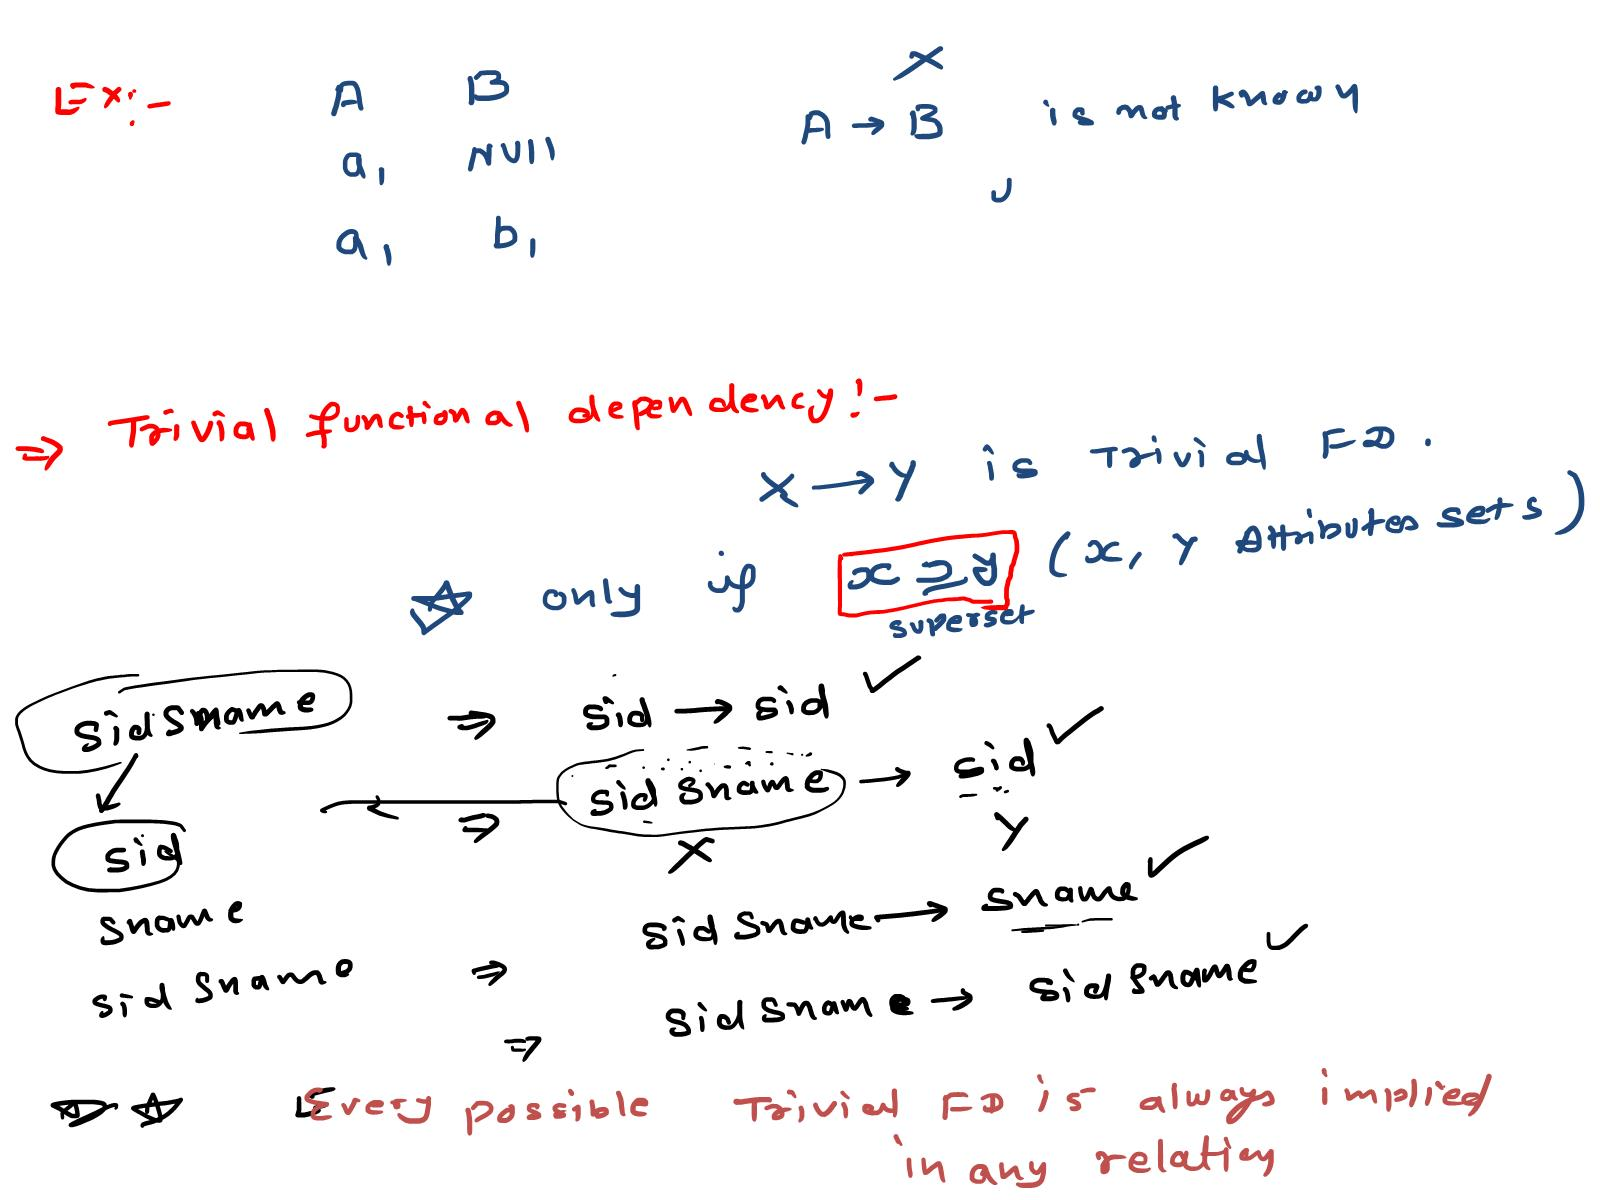 Ex:-
A B
a1 NULL
a1 b1
A → B is not known
⇒ Trivial functional dependency:-
X → Y is Trivial FD.
☆ only if x ⊇ y (x, y Attributes sets)
superset
sid sname ⇒ sid → sid ✓
⇒ sid sname → sid ✓
X Y
sid
sname sid sname → sname ✓
sid sname ⇒ sid sname → sid sname ✓
⇒
☆☆ Every possible Trivial FD is always implied
in any relation